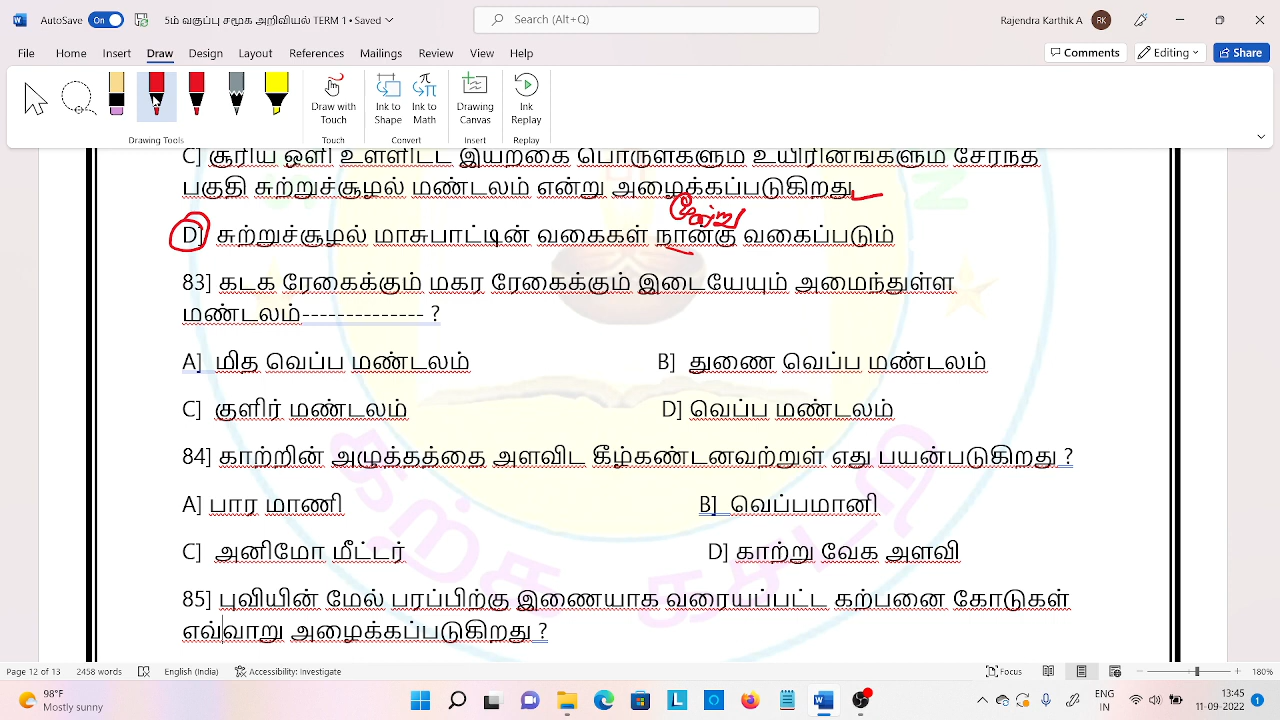 AutoSave On 50 வகுப்பு சமூக அறிவியல் TERM 1 • Saved Search (Alt+Q) Rajendra Karthik A RK
File Home Insert Draw Design Layout References Mailings Review View Help Comments Editing Share
Draw with Touch Ink to Shape Ink to Math Drawing Canvas Ink Replay
Drawing Tools Touch Convert Insert Replay
C] சூரிய ஒளி உள்ளிட்ட இயற்கை பொருள்களும் உயிரினங்களும் சேர்ந்த
பகுதி சுற்றுச்சூழல் மண்டலம் என்று அழைக்கப்படுகிறது
மூன்று
D] சுற்றுச்சூழல் மாசுபாட்டின் வகைகள் நான்கு வகைப்படும்
83] கடக ரேகைக்கும் மகர ரேகைக்கும் இடையேயும் அமைந்துள்ள
மண்டலம்-------------- ?
A] மித வெப்ப மண்டலம் B] துணை வெப்ப மண்டலம்
C] குளிர் மண்டலம் D] வெப்ப மண்டலம்
84] காற்றின் அழுத்தத்தை அளவிட கீழ்கண்டனவற்றுள் எது பயன்படுகிறது ?
A] பார மாணி B] வெப்பமானி
C] அனிமோ மீட்டர் D] காற்று வேக அளவி
85] புவியின் மேல் பரப்பிற்கு இணையாக வரையப்பட்ட கற்பனை கோடுகள்
எவ்வாறு அழைக்கப்படுகிறது ?
Page 12 of 13 2458 words English (India) Accessibility: Investigate Focus 180%
98°F Mostly sunny ENG IN 13:45 11-09-2022